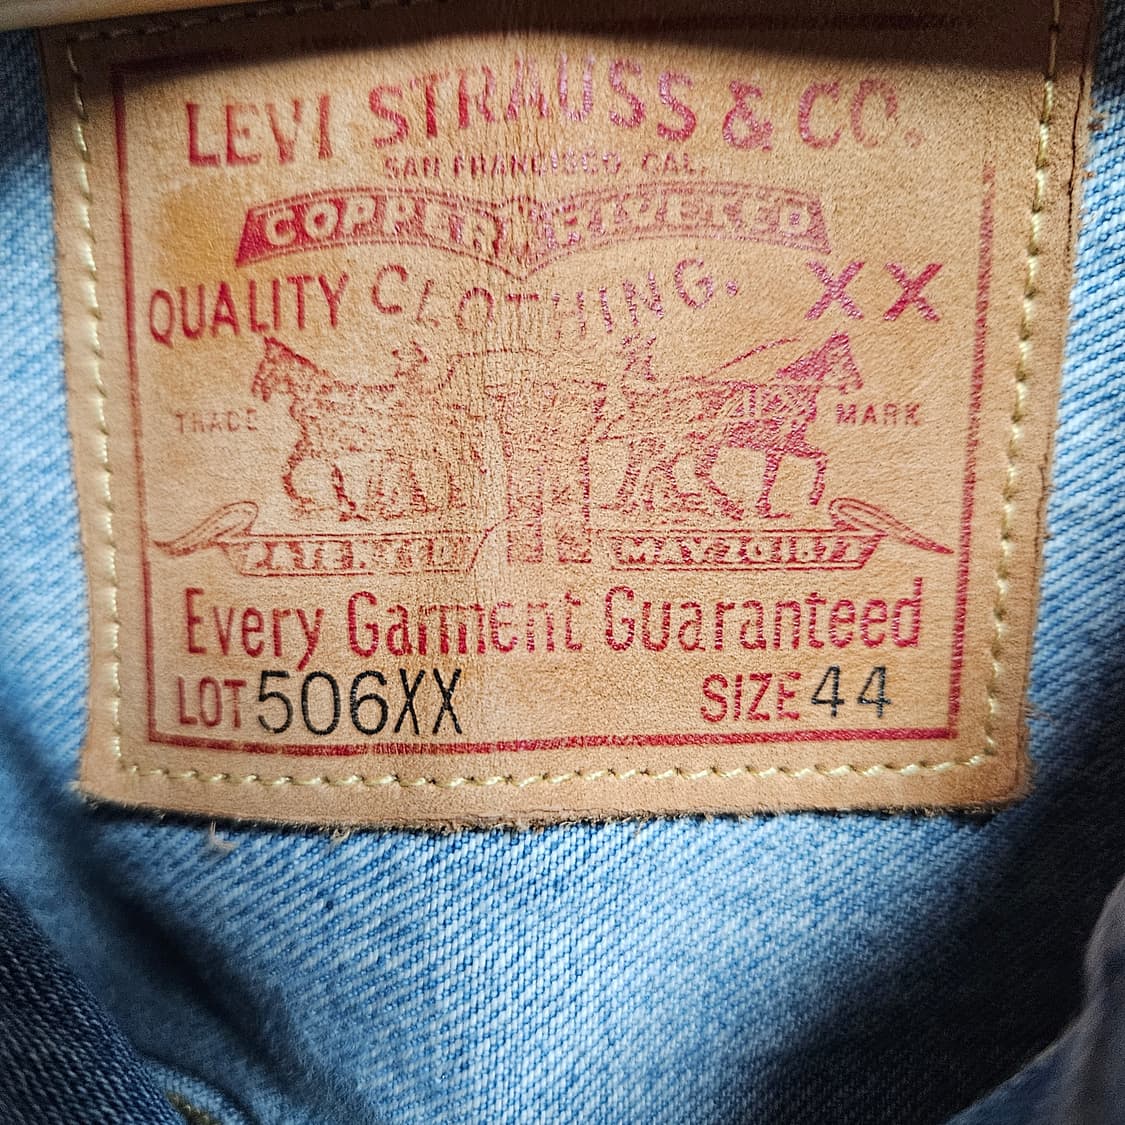 LEVI STRAUSS & CO.
SAN FRANCISCO CAL.
COPPER RIVETED
QUALITY CLOTHING. XX
TRADE MARK
PATENTED MAY 20 1873
Every Garment Guaranteed
LOT 506XX SIZE 44